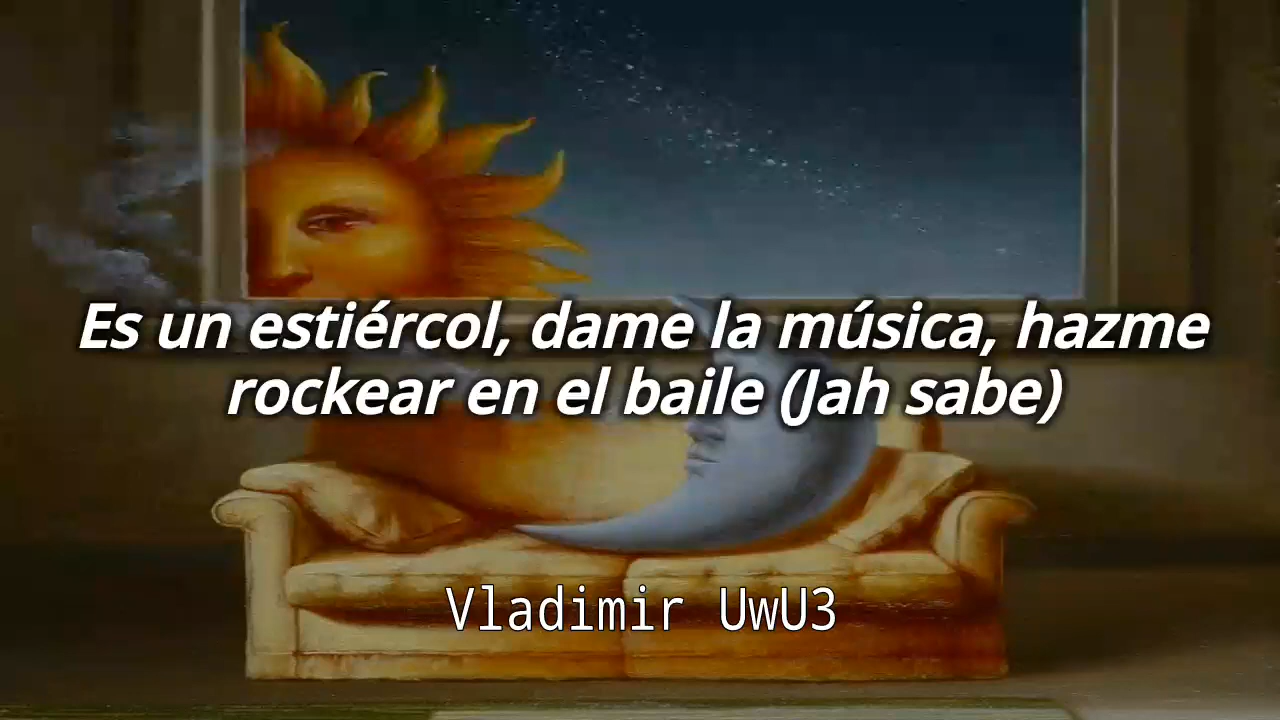 Es un estiércol, dame la música, hazme
rockear en el baile (Jah sabe)
Vladimir UwU3